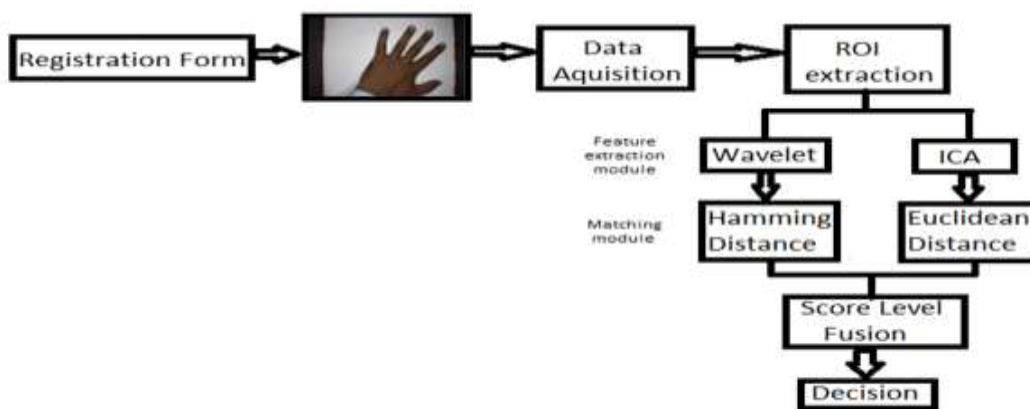 Registration Form
Data
Aquisition
ROI
extraction
Feature
extraction
module
Wavelet
ICA
Matching
module
Hamming
Distance
Euclidean
Distance
Score Level
Fusion
Decision